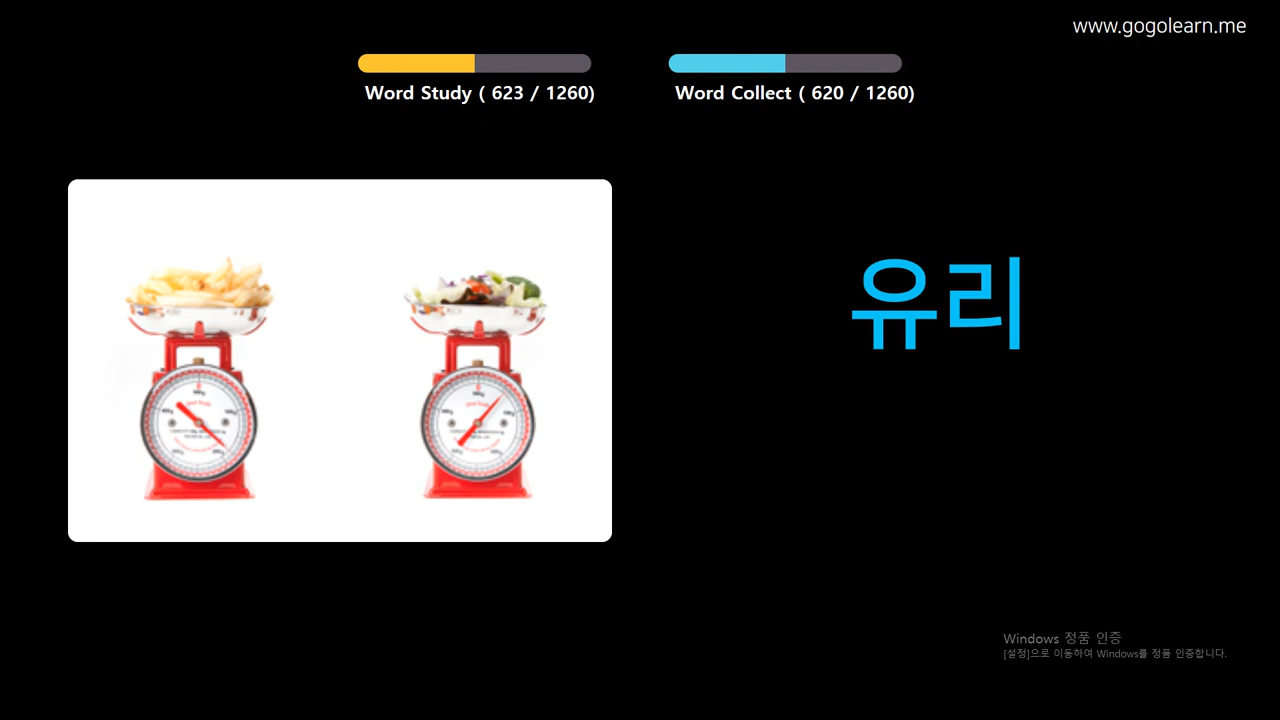 www.gogolearn.me
Word Study ( 623 / 1260)
Word Collect ( 620 / 1260)
유리
Windows 정품 인증
[설정]으로 이동하여 Windows를 정품 인증합니다.